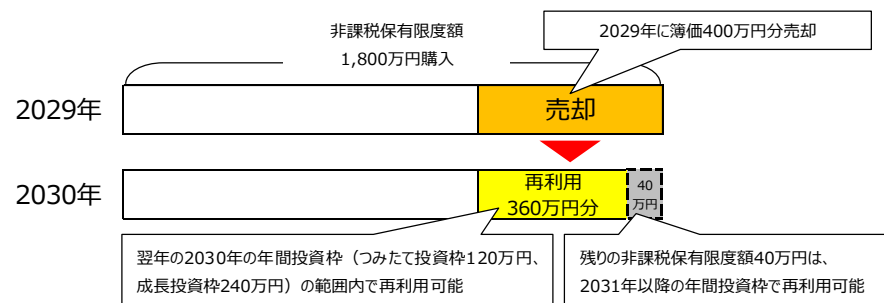 非課税保有限度額
1,800万円購入
2029年に簿価400万円分売却
2029年
売却
2030年
再利用
360万円分
40
万円
翌年の2030年の年間投資枠（つみたて投資枠120万円、
成長投資枠240万円）の範囲内で再利用可能
残りの非課税保有限度額40万円は、
2031年以降の年間投資枠で再利用可能